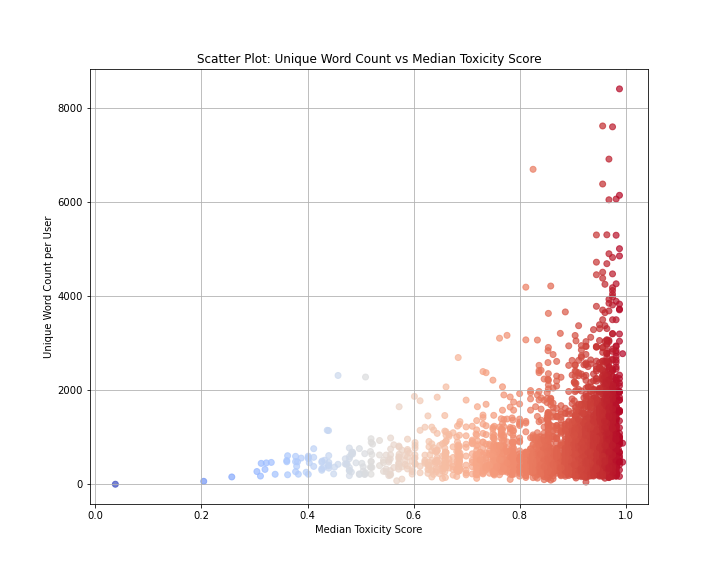 Scatter Plot: Unique Word Count vs Median Toxicity Score
8000
6000
4000
2000
0
Unique Word Count per User
0.0 0.2 0.4 0.6 0.8 1.0
Median Toxicity Score